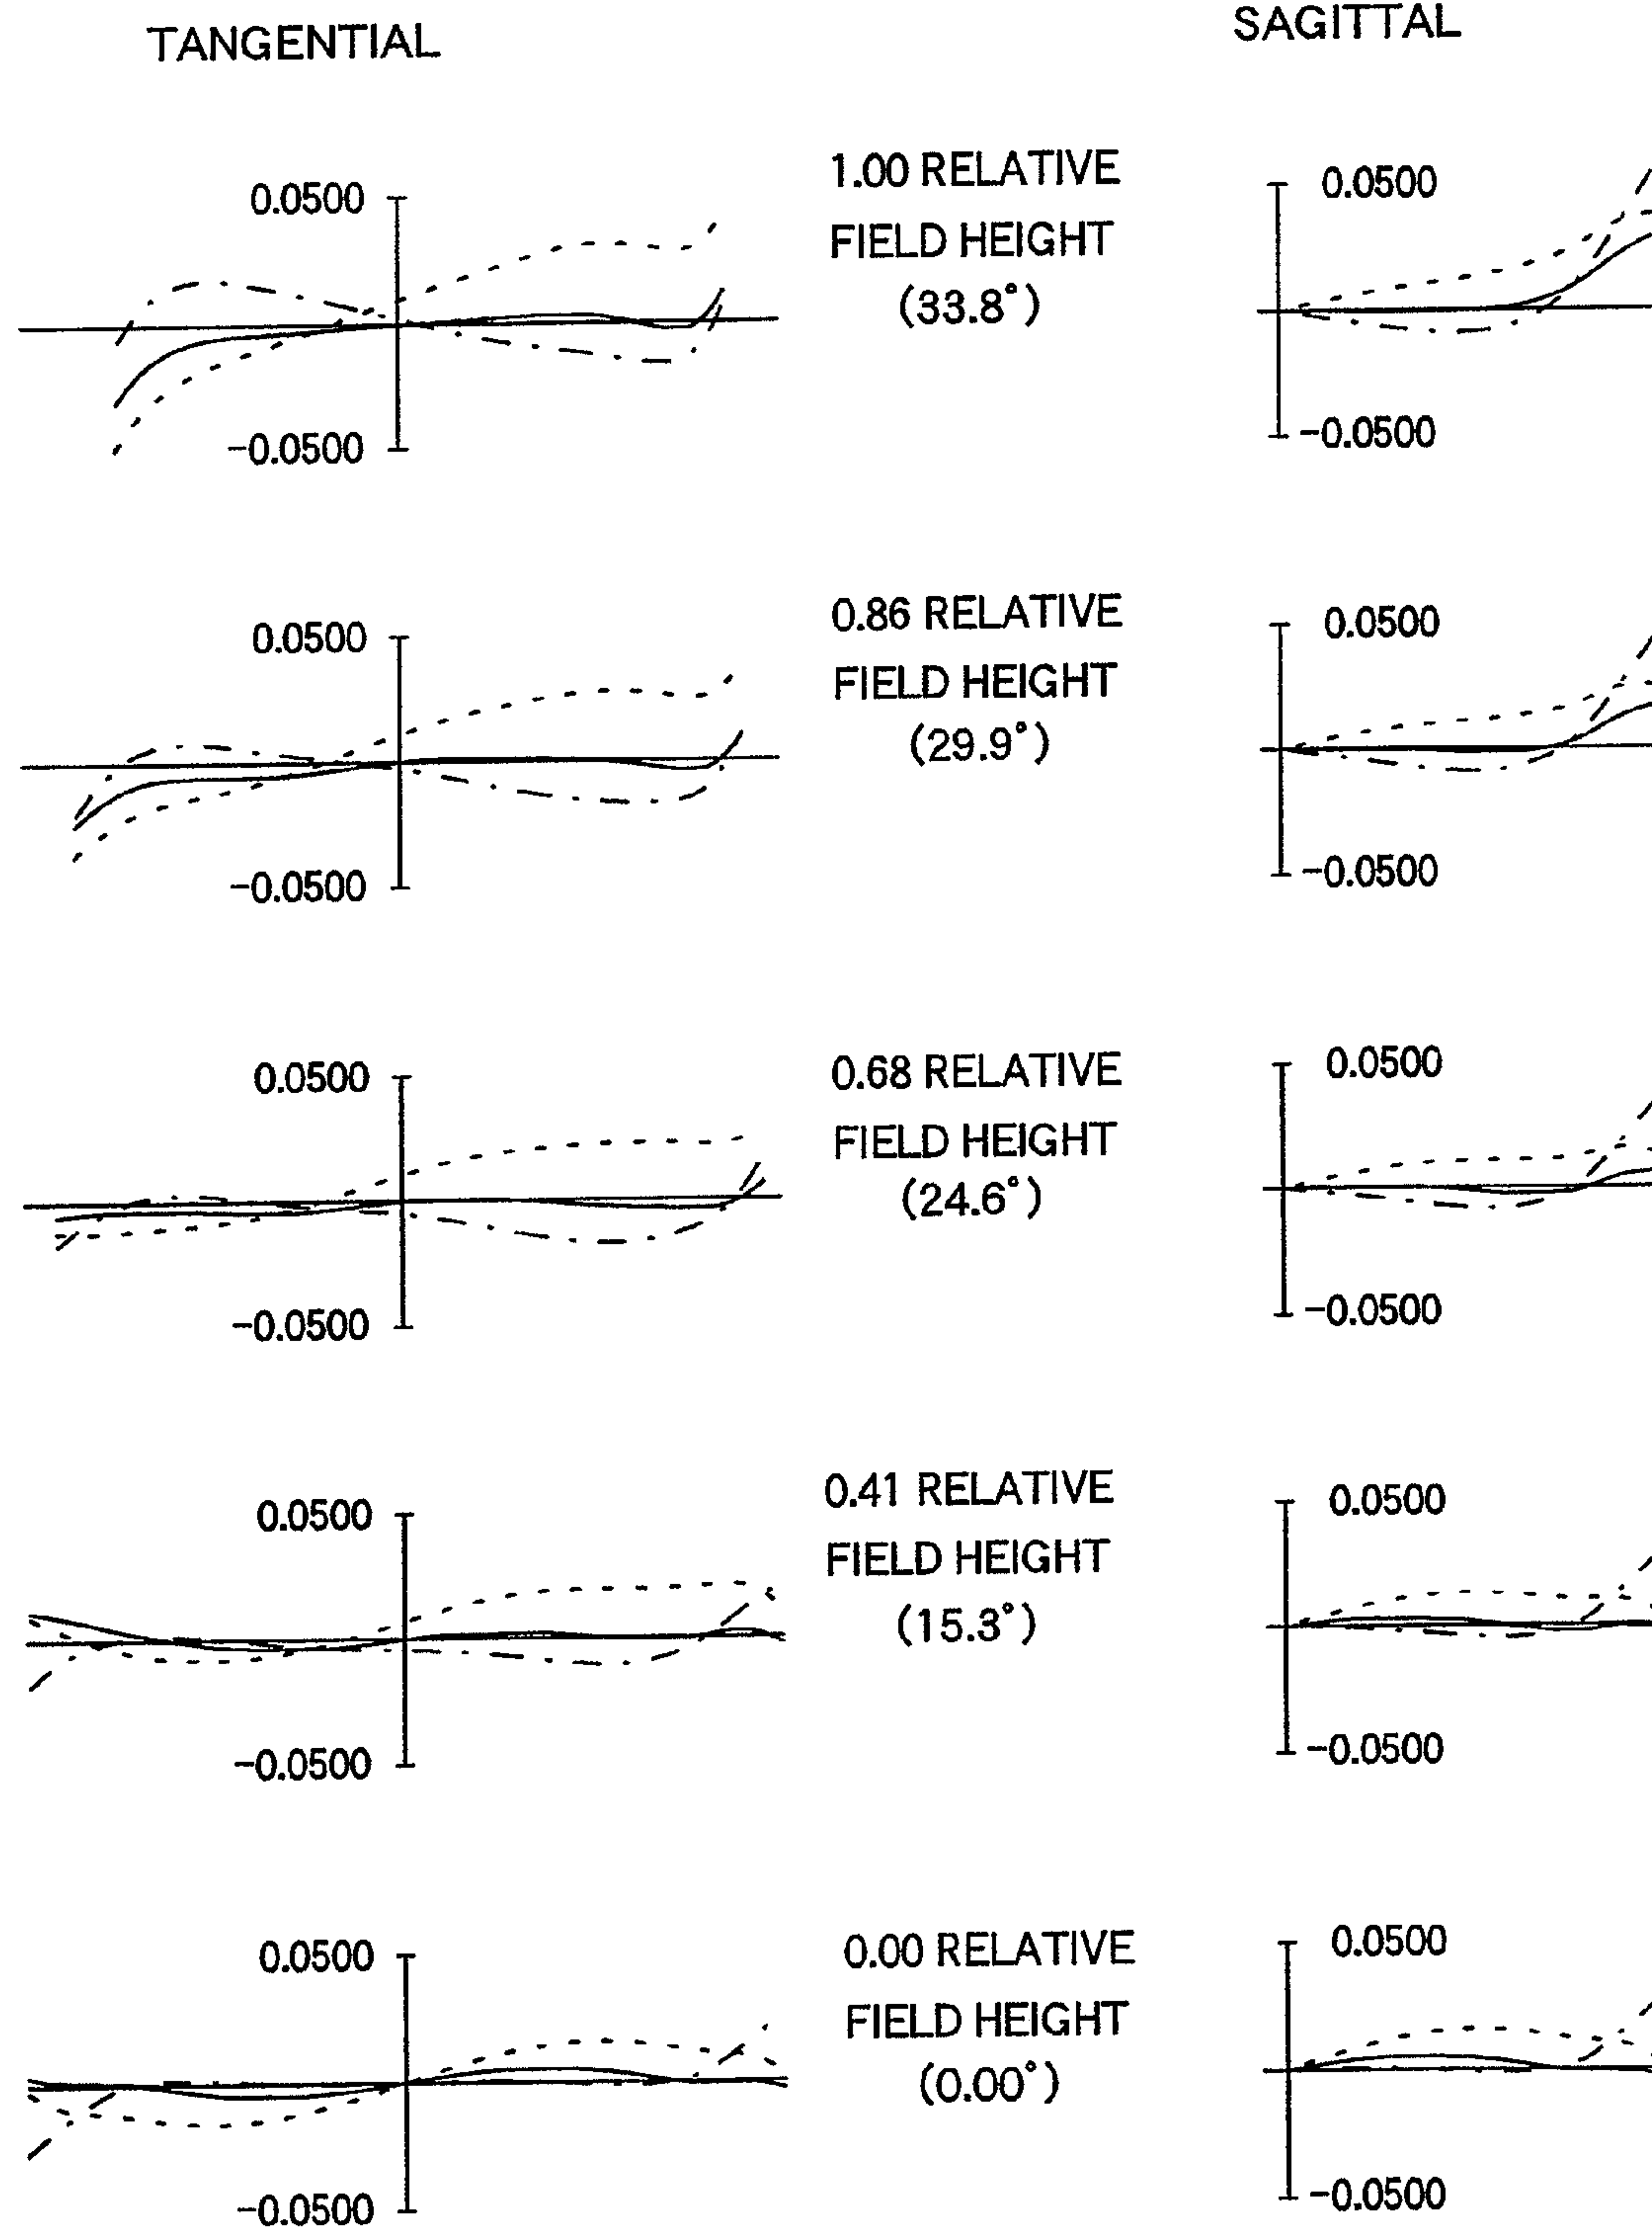 TANGENTIAL
SAGITTAL
0.0500
-0.0500
1.00 RELATIVE
FIELD HEIGHT
(33.8°)
0.0500
-0.0500
0.0500
-0.0500
0.86 RELATIVE
FIELD HEIGHT
(29.9°)
0.0500
-0.0500
0.0500
-0.0500
0.68 RELATIVE
FIELD HEIGHT
(24.6°)
0.0500
-0.0500
0.0500
-0.0500
0.41 RELATIVE
FIELD HEIGHT
(15.3°)
0.0500
-0.0500
0.0500
-0.0500
0.00 RELATIVE
FIELD HEIGHT
(0.00°)
0.0500
-0.0500